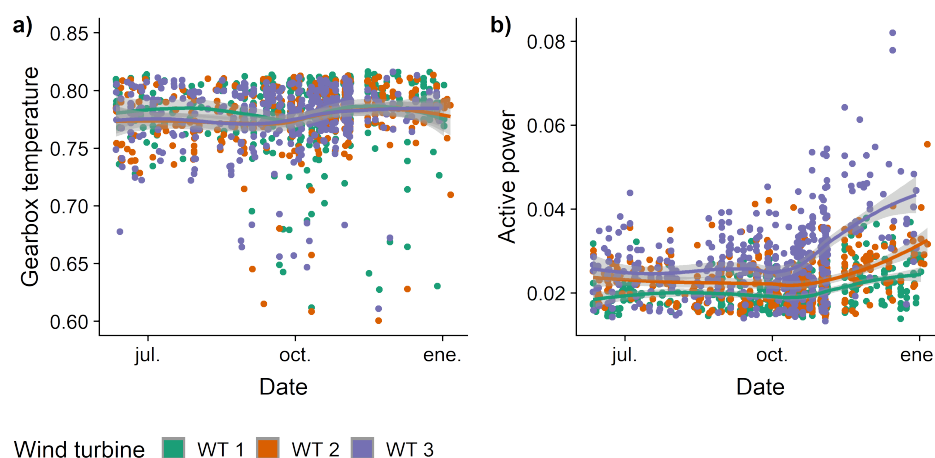 a)
Gearbox temperature
0.85
0.80
0.75
0.70
0.65
0.60
jul.
oct.
ene.
Date
b)
Active power
0.08
0.06
0.04
0.02
jul.
oct.
ene
Date
Wind turbine WT 1 WT 2 WT 3